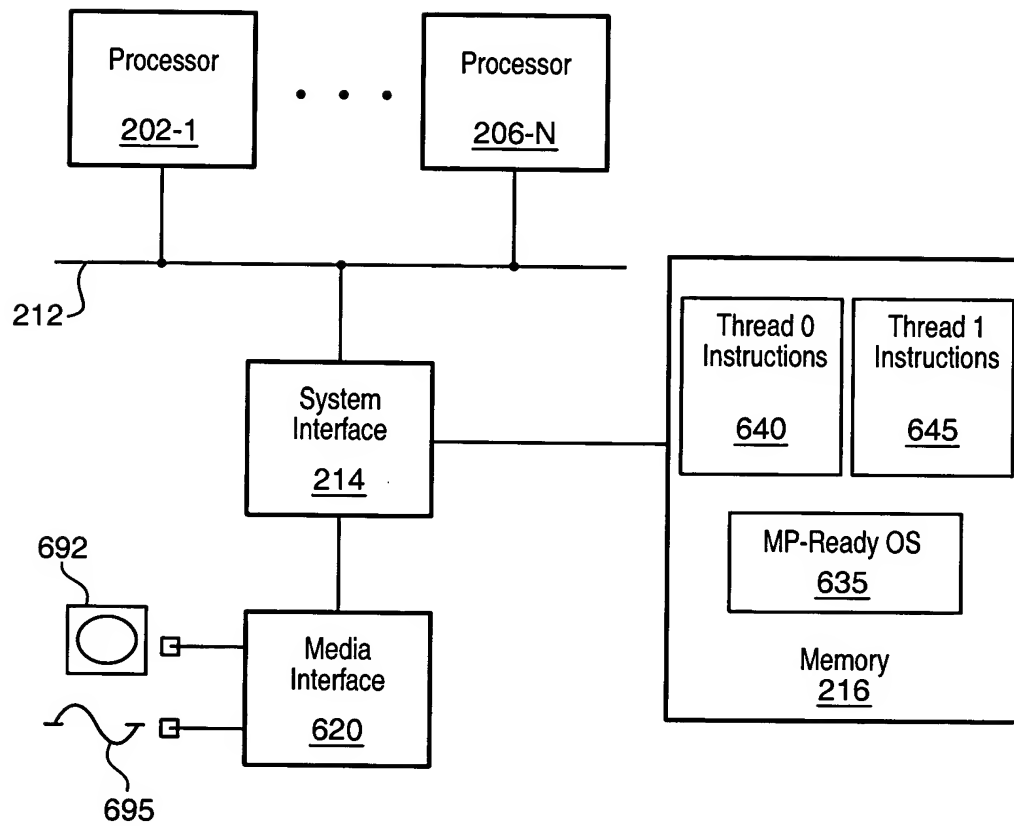 Processor
202-1
Processor
206-N
212
System
Interface
214
Thread 0
Instructions
640
Thread 1
Instructions
645
MP-Ready OS
635
Memory
216
692
Media
Interface
620
695